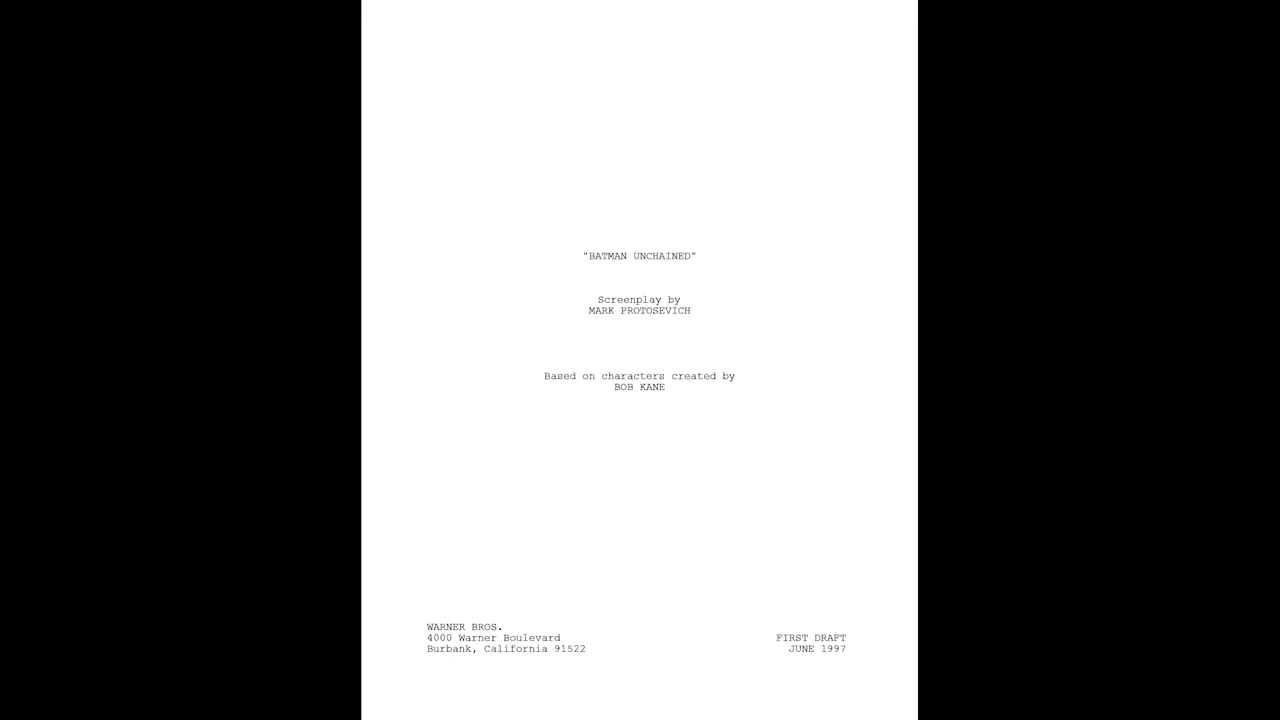 "BATMAN UNCHAINED"
Screenplay by
MARK PROTOSEVICH
Based on characters created by
BOB KANE
WARNER BROS.
4000 Warner Boulevard
Burbank, California 91522
FIRST DRAFT
JUNE 1997